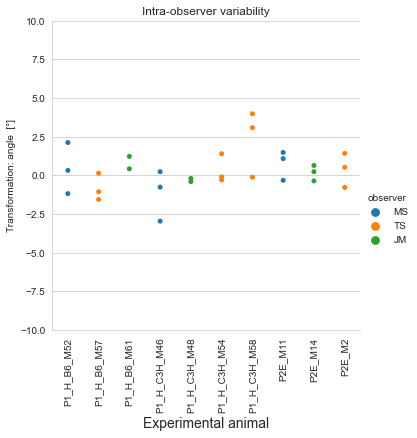 Intra-observer variability
Transformation: angle  [°]
10.0
7.5
5.0
2.5
0.0
−2.5
−5.0
−7.5
−10.0
P1_H_B6_M52
P1_H_B6_M57
P1_H_B6_M61
P1_H_C3H_M46
P1_H_C3H_M48
P1_H_C3H_M54
P1_H_C3H_M58
P2E_M11
P2E_M14
P2E_M2
Experimental animal
observer
MS
TS
JM